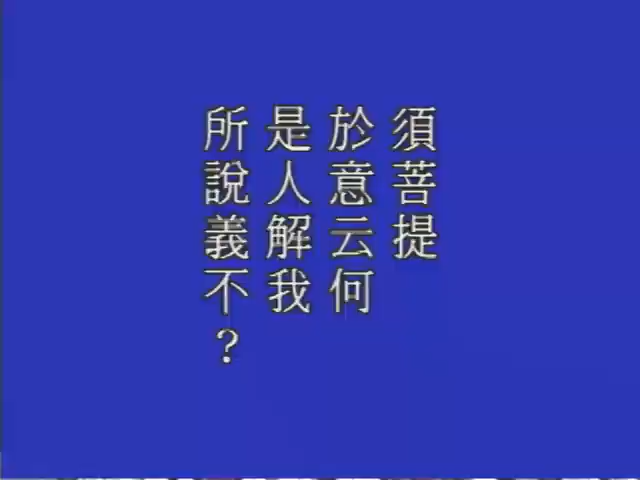 須菩提
於意云何
是人解我
所說義不？